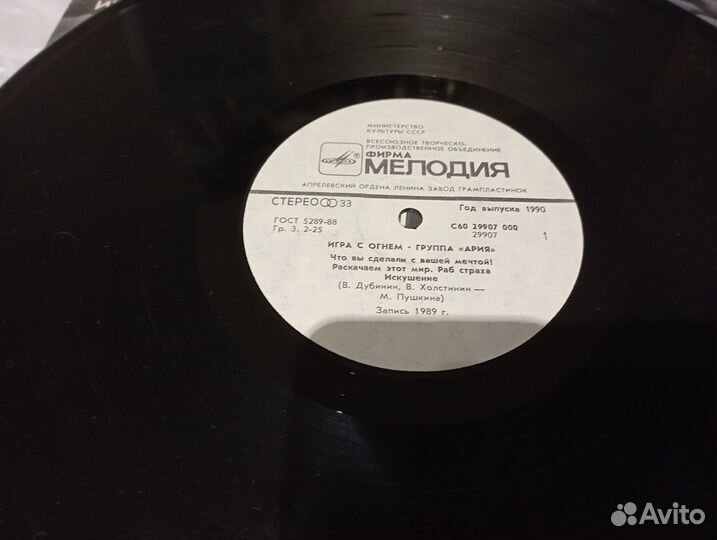 МИНИСТЕРСТВО
КУЛЬТУРЫ СССР
ВСЕСОЮЗНОЕ ТВОРЧЕСКО-
ПРОИЗВОДСТВЕННОЕ ОБЪЕДИНЕНИЕ
ФИРМА
МЕЛОДИЯ
®
АПРЕЛЕВСКИЙ ОРДЕНА ЛЕНИНА ЗАВОД ГРАМПЛАСТИНОК
СТЕРЕО 33
Год выпуска 1990
ГОСТ 5289-88
Гр. 3. 2-25
С60 29907 000
29907
1
ИГРА С ОГНЕМ · ГРУППА «АРИЯ»
Что вы сделали с вашей мечтой!
Раскачаем этот мир. Раб страха
Искушение
(В. Дубинин, В. Холстинин —
М. Пушкина)
Запись 1989 г.
Avito